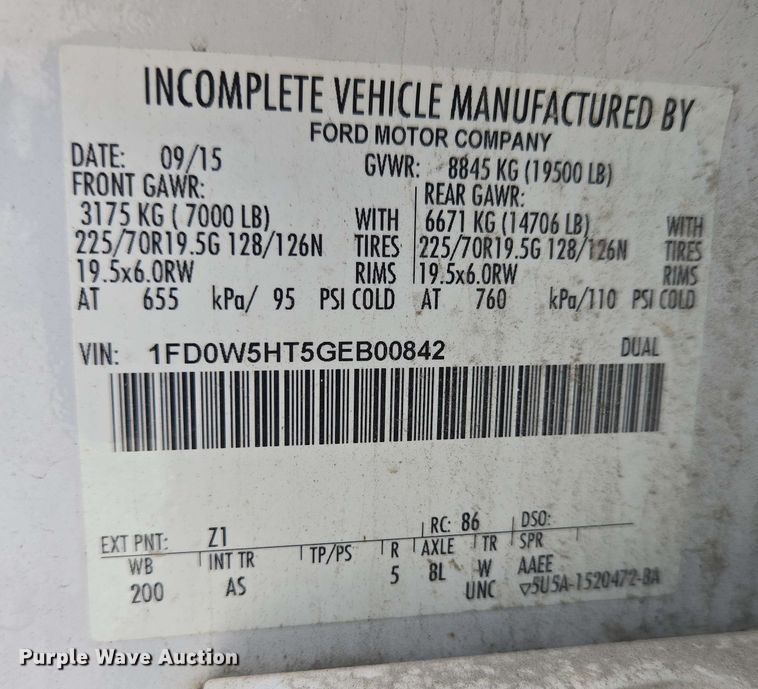 INCOMPLETE VEHICLE MANUFACTURED BY
FORD MOTOR COMPANY
DATE: 09/15 GVWR: 8845 KG (19500 LB)
FRONT GAWR: REAR GAWR:
3175 KG ( 7000 LB) WITH 6671 KG (14706 LB) WITH
225/70R19.5G 128/126N TIRES 225/70R19.5G 128/126N TIRES
19.5x6.0RW RIMS 19.5x6.0RW RIMS
AT 655 kPa/ 95 PSI COLD AT 760 kPa/110 PSI COLD
VIN: 1FD0W5HT5GEB00842 DUAL
EXT PNT: Z1 RC: 86 DSO:
WB INT TR TP/PS R AXLE TR SPR
200 AS 5 8L W AAEE
UNC ▽5U5A-1520472-BA
Purple Wave Auction